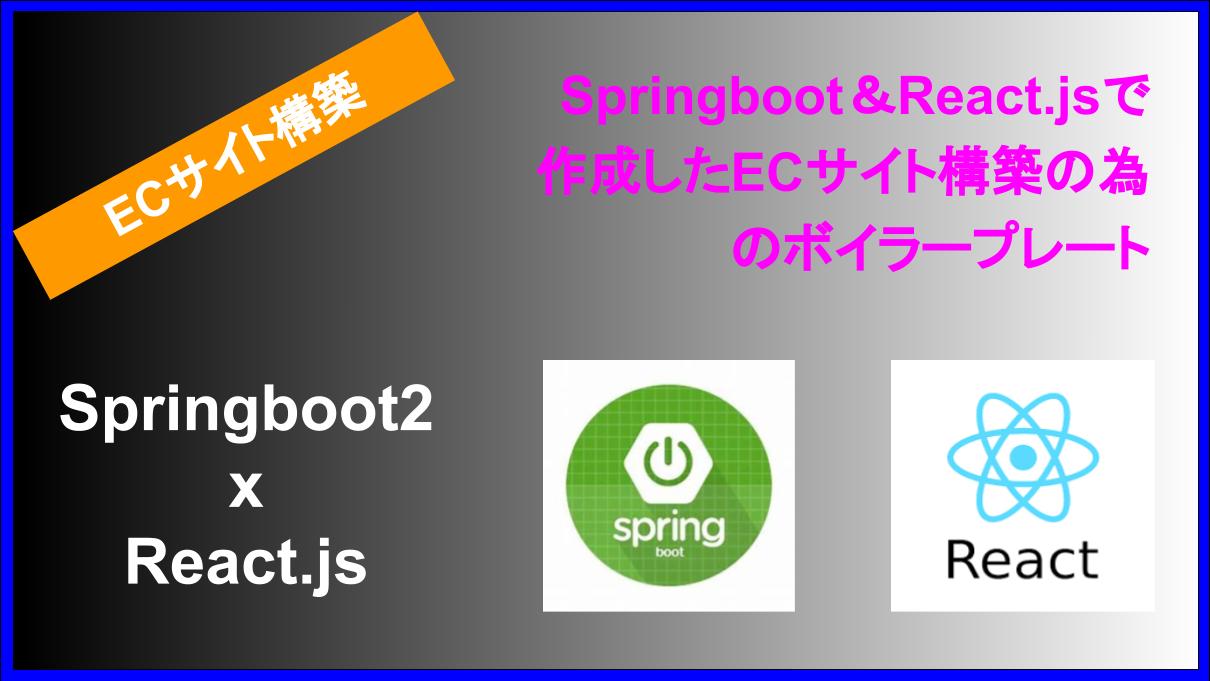 ECサイト構築
Springboot＆React.jsで
作成したECサイト構築の為
のボイラープレート
Springboot2
x
React.js
spring
boot
React